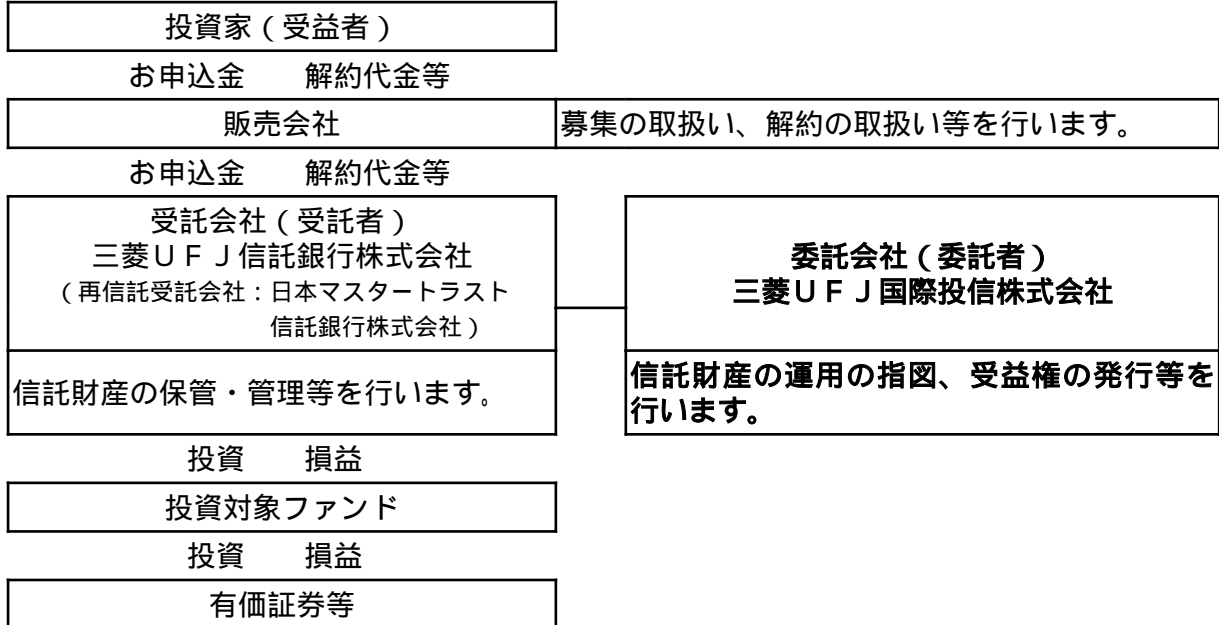 投資家（受益者）
お申込金　　解約代金等
販売会社
募集の取扱い、解約の取扱い等を行います。
お申込金　　解約代金等
受託会社（受託者）
三菱ＵＦＪ信託銀行株式会社
（再信託受託会社：日本マスタートラスト
信託銀行株式会社）
信託財産の保管・管理等を行います。
委託会社（委託者）
三菱ＵＦＪ国際投信株式会社
信託財産の運用の指図、受益権の発行等を
行います。
投資　　損益
投資対象ファンド
投資　　損益
有価証券等